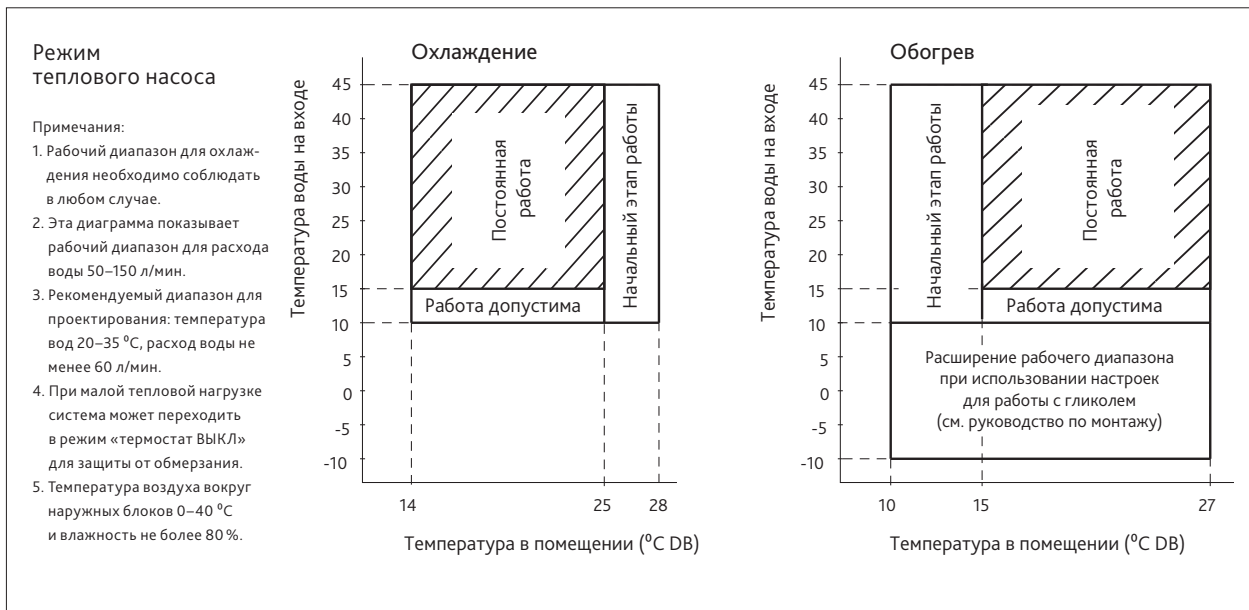 Режим
теплового насоса
Примечания:
1. Рабочий диапазон для охлаж-
дения необходимо соблюдать
в любом случае.
2. Эта диаграмма показывает
рабочий диапазон для расхода
воды 50–150 л/мин.
3. Рекомендуемый диапазон для
проектирования: температура
вод 20–35 ⁰C, расход воды не
менее 60 л/мин.
4. При малой тепловой нагрузке
система может переходить
в режим «термостат ВЫКЛ»
для защиты от обмерзания.
5. Температура воздуха вокруг
наружных блоков 0–40 ⁰C
и влажность не более 80 %.
Охлаждение
Температура воды на входе
45
40
35
30
25
20
15
10
5
0
-5
-10
Постоянная
работа
Начальный этап работы
Работа допустима
14
25
28
Температура в помещении (⁰C DB)
Обогрев
Температура воды на входе
45
40
35
30
25
20
15
10
5
0
-5
-10
Начальный этап работы
Постоянная
работа
Работа допустима
Расширение рабочего диапазона
при использовании настроек
для работы с гликолем
(см. руководство по монтажу)
10
15
27
Температура в помещении (⁰C DB)